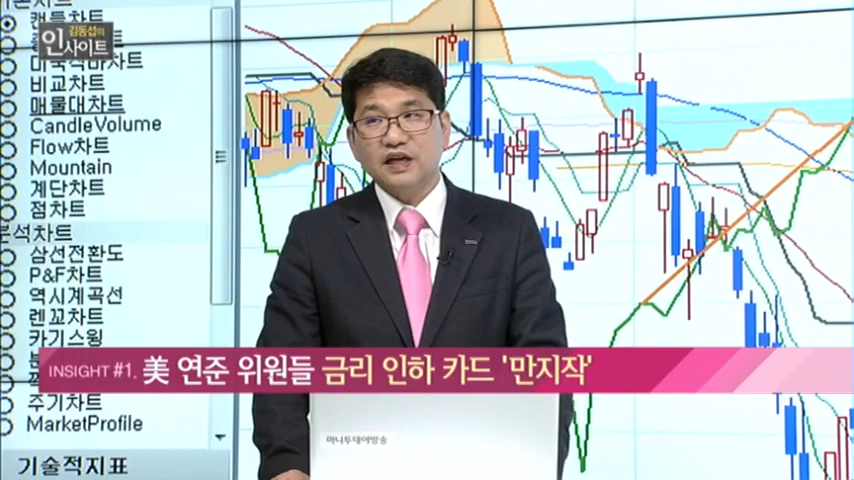 김동섭의
인사이트
캔들차트
비교차트
매물대차트
CandleVolume
Flow차트
Mountain
계단차트
점차트
분석차트
삼선전환도
P&F차트
역시계곡선
렌꼬차트
카기스윙
주기차트
MarketProfile
기술적지표
INSIGHT #1. 美 연준 위원들 금리 인하 카드 '만지작'
머니투데이방송